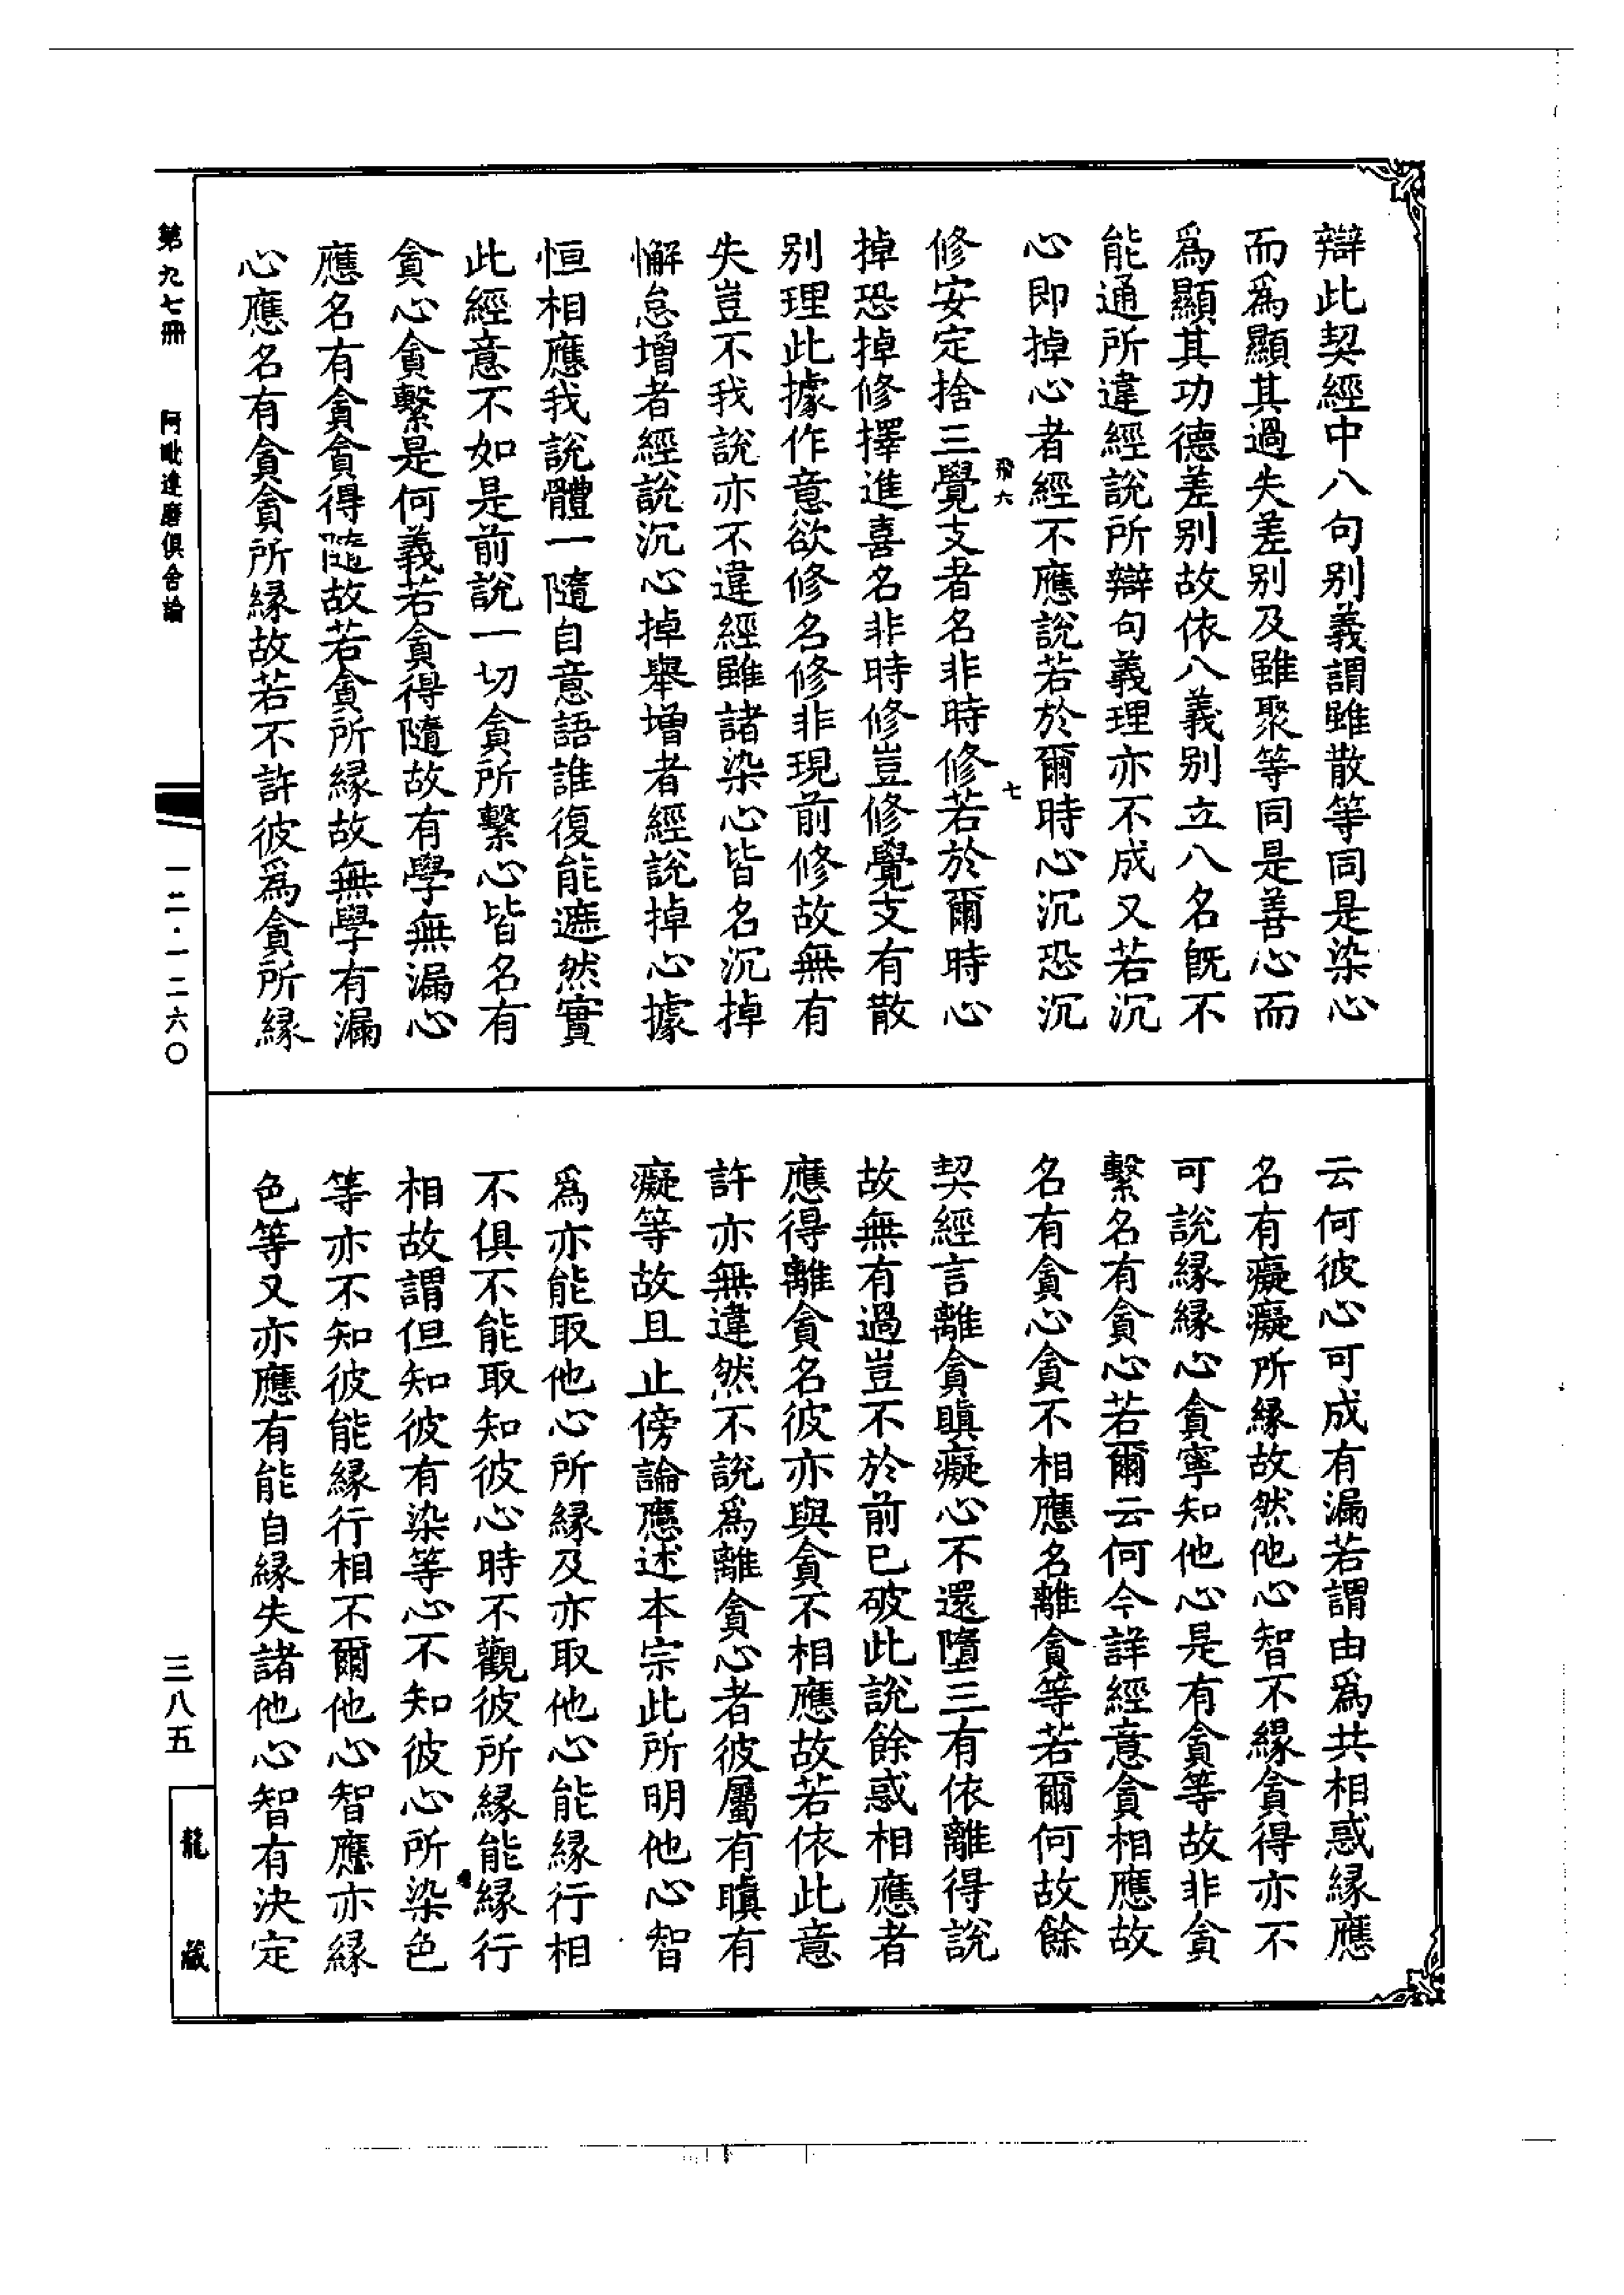 辯此契經中八句别義謂雖散等同是染心
而爲顯其過失差别及雖聚等同是善心而
爲顯其功德差别故依八義别立八名旣不
能通所違經說所辯句義理亦不成又若沉
心即掉心者經不應說若於爾時心沉恐沉
飛六
七
修安定捨三覺支者名非時修若於爾時心
掉恐掉修擇進喜名非時修豈修覺支有散
别理此據作意欲修名修非現前修故無有
失豈不我說亦不違經雖諸染心皆名沉掉
懈怠增者經說沉心掉舉增者經說掉心據
恒相應我說體一隨自意語誰復能遮然實
此經意不如是前說一切貪所繫心皆名有
貪心貪繫是何義若貪得隨故有學無漏心
應名有貪貪得隨故若貪所緣故無學有漏
心應名有貪貪所緣故若不許彼爲貪所緣
云何彼心可成有漏若謂由爲共相惑緣應
名有癡癡所緣故然他心智不緣貪得亦不
可說緣緣心貪寧知他心是有貪等故非貪
繫名有貪心若爾云何今詳經意貪相應故
名有貪心貪不相應名離貪等若爾何故餘
契經言離貪瞋癡心不還墮三有依離得說
故無有過豈不於前已破此說餘惑相應者
應得離貪名彼亦與貪不相應故若依此意
許亦無違然不說爲離貪心者彼屬有瞋有
癡等故且止傍論應述本宗此所明他心智
爲亦能取他心所緣及亦取他心能緣行相
不俱不能取知彼心時不觀彼所緣能緣行
相故謂但知彼有染等心不知彼心所染色
等亦不知彼能緣行相不爾他心智應亦緣
色等又亦應有能自緣失諸他心智有決定
第九七冊
阿毗達磨俱舍論
一二·一二六〇
三八五
龍藏